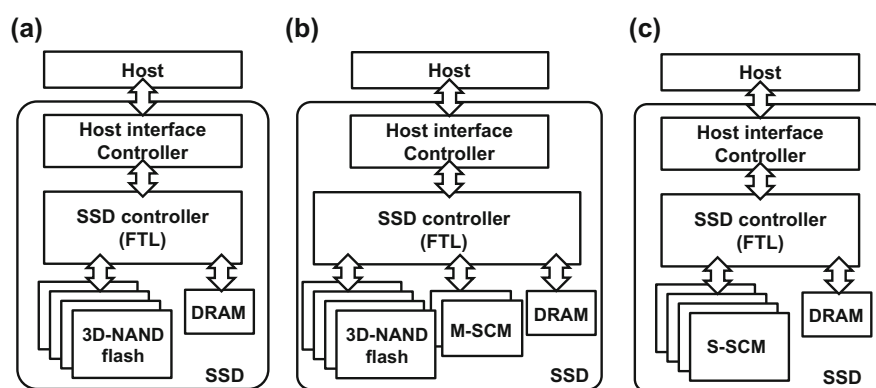 (a)
Host
Host interface
Controller
SSD controller
(FTL)
3D-NAND
flash
DRAM
SSD
(b)
Host
Host interface
Controller
SSD controller
(FTL)
3D-NAND
flash
M-SCM
DRAM
SSD
(c)
Host
Host interface
Controller
SSD controller
(FTL)
S-SCM
DRAM
SSD